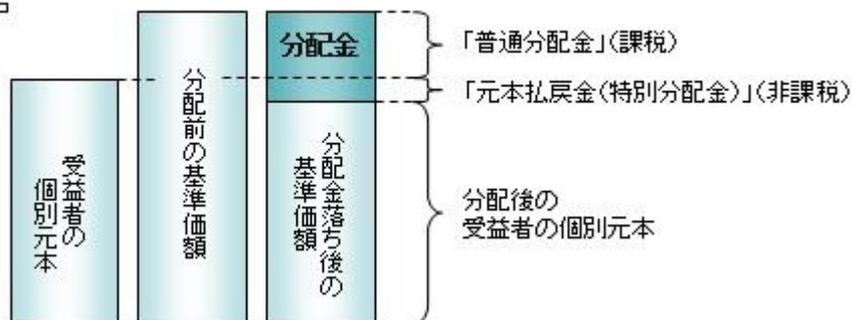 受益者の
個別元本
分配前の基準価額
分配金
分配金落ち後の
基準価額
「普通分配金」(課税)
「元本払戻金(特別分配金)」(非課税)
分配後の
受益者の個別元本